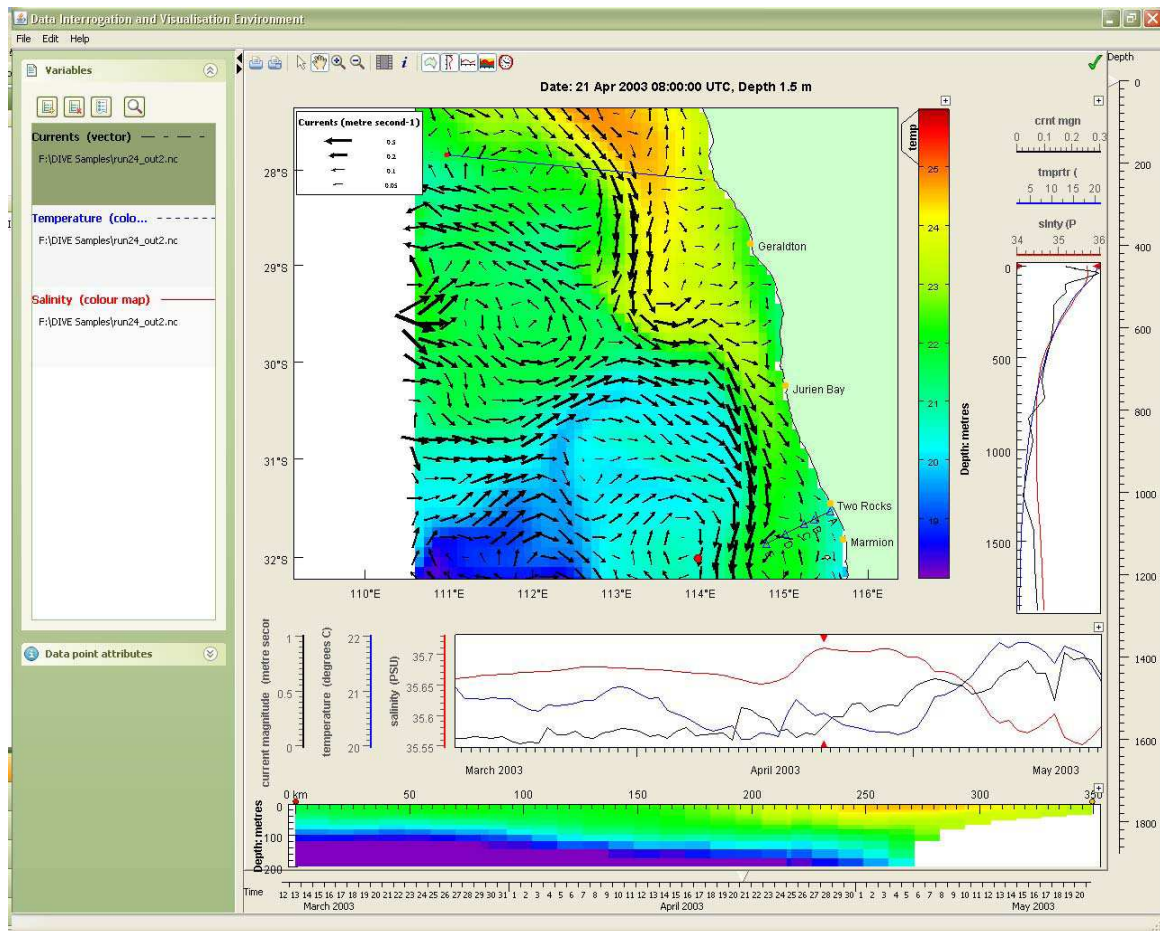 Data Interrogation and Visualisation Environment
File Edit Help
Variables
Currents (vector)
F:\DIVE Samples\run24_out2.nc
Temperature (colo...
F:\DIVE Samples\run24_out2.nc
Salinity (colour map)
F:\DIVE Samples\run24_out2.nc
Data point attributes
Date: 21 Apr 2003 08:00:00 UTC, Depth 1.5 m
Currents (metre second-1)
0.5
0.2
0.1
0.05
28°S
29°S
30°S
31°S
32°S
110°E 111°E 112°E 113°E 114°E 115°E 116°E
Geraldton
Jurien Bay
Two Rocks
Marmion
A
B
C
D
temp
25
24
23
22
21
20
19
Depth: metres
crnt mgn
0 0.1 0.2 0.3
tmprtr (
5 10 15 20
slnty (P
34 35 36
0
500
1000
1500
Depth
0
200
400
600
800
1000
1200
1400
1600
1800
current magnitude (metre secor
1
0.5
0
temperature (degrees C)
22
21
20
salinity (PSU)
35.7
35.65
35.6
35.55
March 2003 April 2003 May 2003
0 km 50 100 150 200 250 300 350
Depth: metres
0
100
200
Time
12 13 14 15 16 17 18 19 20 21 22 23 24 25 26 27 28 29 30 31 1 2 3 4 5 6 7 8 9 10 11 12 13 14 15 16 17 18 19 20 21 22 23 24 25 26 27 28 29 30 1 2 3 4 5 6 7 8 9 10 11 12 13 14 15 16 17 18 19 20
March 2003 April 2003 May 2003